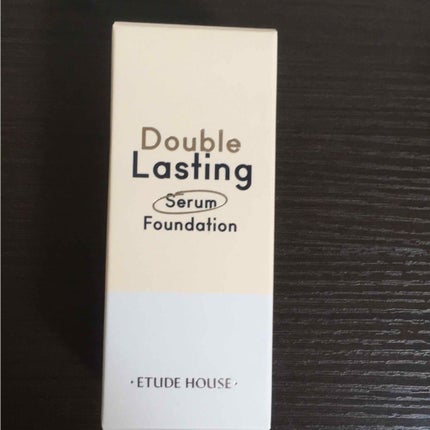 Double
Lasting
Serum
Foundation
· ETUDE HOUSE ·